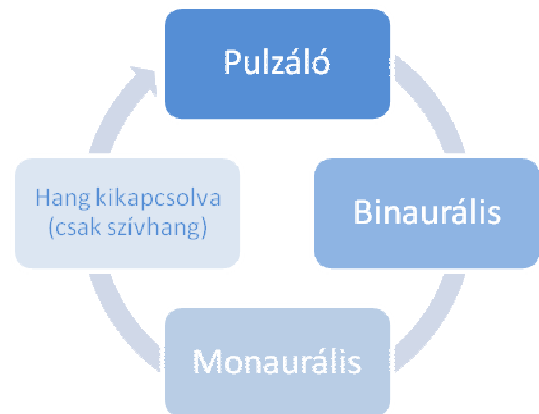 Pulzáló
Binaurális
Monaurális
Hang kikapcsolva
(csak szívhang)